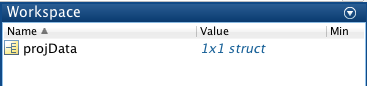 Workspace
Name Value Min
projData 1x1 struct